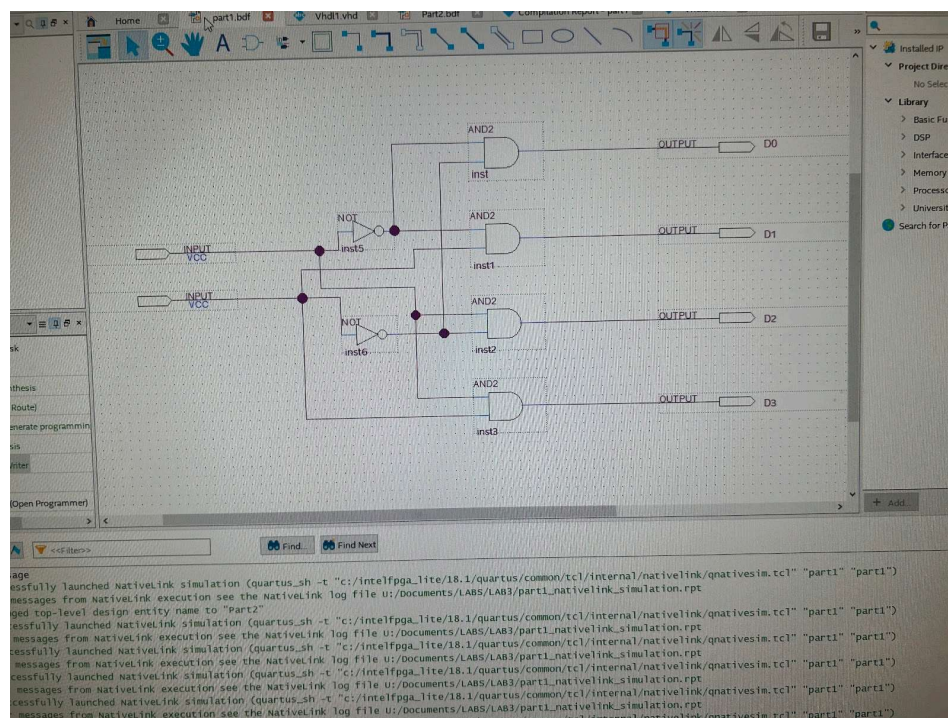 Home
part1.bdf
Vhdl1.vhd
Part2.bdf
Compilation Report - part1
A
Installed IP
Project Dire
No Selec
Library
Basic Fu
DSP
Interface
Memory
Processo
Universit
Search for P
+ Add...
AND2
inst
OUTPUT
D0
AND2
inst1
OUTPUT
D1
NOT
inst5
INPUT
VCC
INPUT
VCC
NOT
inst6
AND2
inst2
OUTPUT
D2
AND2
inst3
OUTPUT
D3
sk
thesis
Route)
enerate programmin
sis
(Open Programmer)
<<Filter>>
Find...
Find Next
age
essfully launched NativeLink simulation (quartus_sh -t "c:/intelfpga_lite/18.1/quartus/common/tcl/internal/nativelink/qnativesim.tcl" "part1" "part1")
messages from NativeLink execution see the NativeLink log file U:/Documents/LABS/LAB3/part1_nativelink_simulation.rpt
ged top-level design entity name to "Part2"
essfully launched NativeLink simulation (quartus_sh -t "c:/intelfpga_lite/18.1/quartus/common/tcl/internal/nativelink/qnativesim.tcl" "part1" "part1")
messages from NativeLink execution see the NativeLink log file U:/Documents/LABS/LAB3/part1_nativelink_simulation.rpt
cessfully launched NativeLink simulation (quartus_sh -t "c:/intelfpga_lite/18.1/quartus/common/tcl/internal/nativelink/qnativesim.tcl" "part1" "part1")
messages from NativeLink execution see the NativeLink log file U:/Documents/LABS/LAB3/part1_nativelink_simulation.rpt
cessfully launched NativeLink simulation (quartus_sh -t "c:/intelfpga_lite/18.1/quartus/common/tcl/internal/nativelink/qnativesim.tcl" "part1" "part1")
messages from NativeLink execution see the NativeLink log file U:/Documents/LABS/LAB3/part1_nativelink_simulation.rpt
cessfully launched NativeLink simulation (quartus_sh -t "c:/intelfpga_lite/18.1/quartus/common/tcl/internal/nativelink/qnativesim.tcl" "part1" "part1")
messages from NativeLink execution see the NativeLink log file U:/Documents/LABS/LAB3/part1_nativelink_simulation.rpt